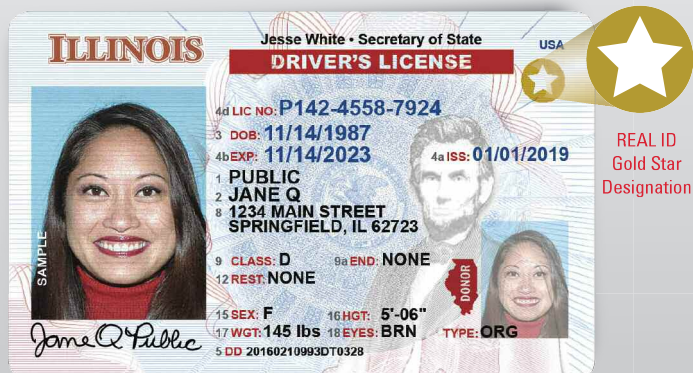 ILLINOIS
Jesse White • Secretary of State
USA
DRIVER'S LICENSE
4d LIC NO: P142-4558-7924
3 DOB: 11/14/1987
4b EXP: 11/14/2023 4a ISS: 01/01/2019
1 PUBLIC
2 JANE Q
8 1234 MAIN STREET
SPRINGFIELD, IL 62723
9 CLASS: D 9a END: NONE
12 REST: NONE
15 SEX: F 16 HGT: 5'-06"
17 WGT: 145 lbs 18 EYES: BRN TYPE: ORG
5 DD 20160210993DT0328
SAMPLE
Jane Q Public
DONOR
REAL ID
Gold Star
Designation